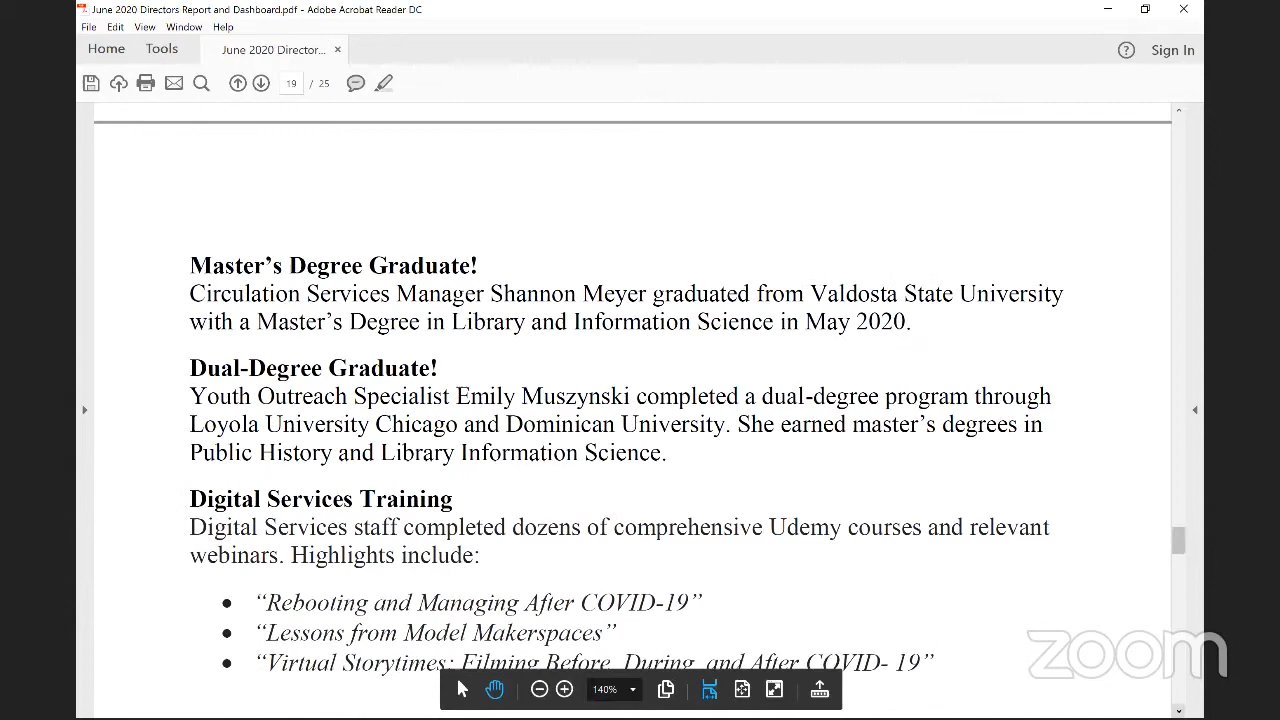 June 2020 Directors Report and Dashboard.pdf - Adobe Acrobat Reader DC
File Edit View Window Help
Home Tools June 2020 Director... × Sign In
19 / 25
Master’s Degree Graduate!
Circulation Services Manager Shannon Meyer graduated from Valdosta State University
with a Master’s Degree in Library and Information Science in May 2020.
Dual-Degree Graduate!
Youth Outreach Specialist Emily Muszynski completed a dual-degree program through
Loyola University Chicago and Dominican University. She earned master’s degrees in
Public History and Library Information Science.
Digital Services Training
Digital Services staff completed dozens of comprehensive Udemy courses and relevant
webinars. Highlights include:
• “Rebooting and Managing After COVID-19”
• “Lessons from Model Makerspaces”
• “Virtual Storytimes: Filming Before, During, and After COVID- 19”
zoom
140%